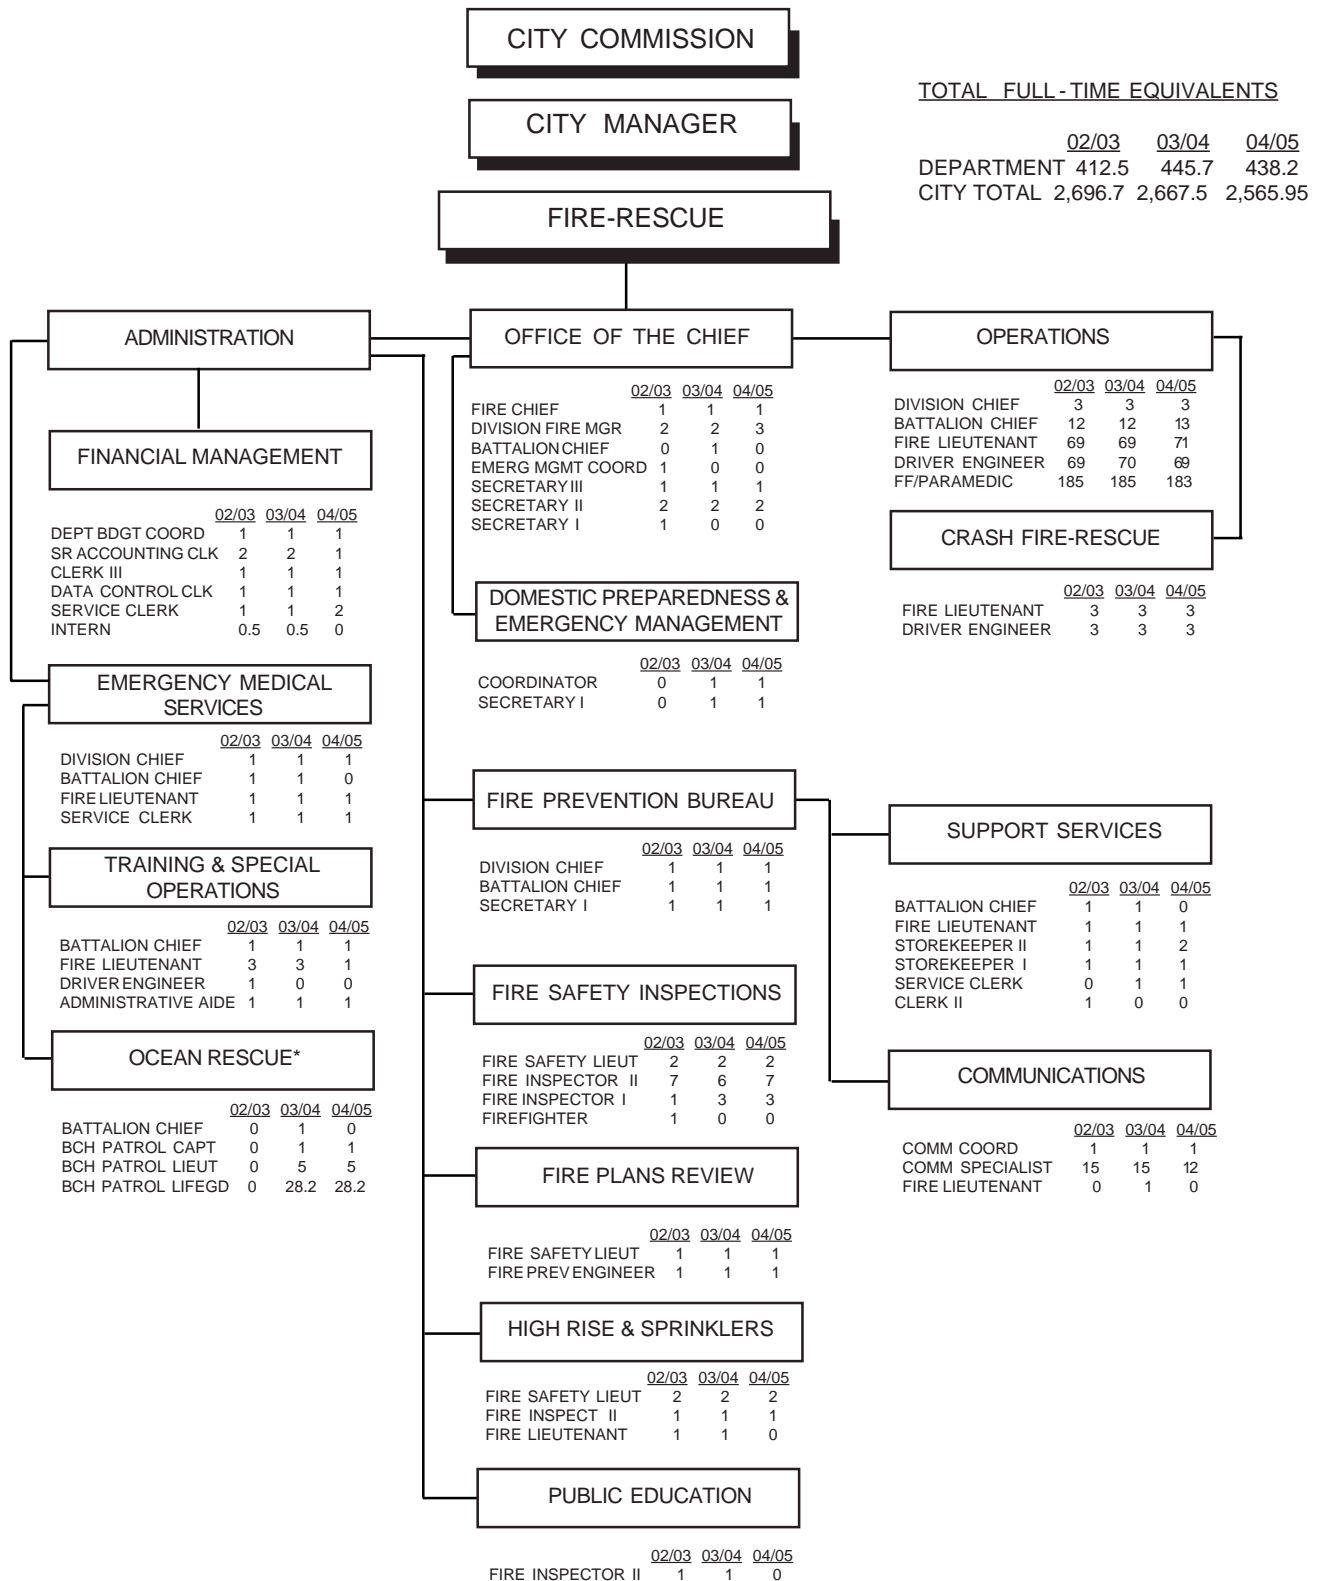 CITY COMMISSION
CITY MANAGER
FIRE-RESCUE
TOTAL FULL-TIME EQUIVALENTS
02/03 03/04 04/05
DEPARTMENT 412.5 445.7 438.2
CITY TOTAL 2,696.7 2,667.5 2,565.95
ADMINISTRATION
FINANCIAL MANAGEMENT
02/03 03/04 04/05
DEPT BDGT COORD 1 1 1
SR ACCOUNTING CLK 2 2 1
CLERK III 1 1 1
DATA CONTROL CLK 1 1 1
SERVICE CLERK 1 1 2
INTERN 0.5 0.5 0
EMERGENCY MEDICAL
SERVICES
02/03 03/04 04/05
DIVISION CHIEF 1 1 1
BATTALION CHIEF 1 1 0
FIRE LIEUTENANT 1 1 1
SERVICE CLERK 1 1 1
TRAINING & SPECIAL
OPERATIONS
02/03 03/04 04/05
BATTALION CHIEF 1 1 1
FIRE LIEUTENANT 3 3 1
DRIVER ENGINEER 1 0 0
ADMINISTRATIVE AIDE 1 1 1
OCEAN RESCUE*
02/03 03/04 04/05
BATTALION CHIEF 0 1 0
BCH PATROL CAPT 0 1 1
BCH PATROL LIEUT 0 5 5
BCH PATROL LIFEGD 0 28.2 28.2
OFFICE OF THE CHIEF
02/03 03/04 04/05
FIRE CHIEF 1 1 1
DIVISION FIRE MGR 2 2 3
BATTALION CHIEF 0 1 0
EMERG MGMT COORD 1 0 0
SECRETARY III 1 1 1
SECRETARY II 2 2 2
SECRETARY I 1 0 0
DOMESTIC PREPAREDNESS &
EMERGENCY MANAGEMENT
02/03 03/04 04/05
COORDINATOR 0 1 1
SECRETARY I 0 1 1
FIRE PREVENTION BUREAU
02/03 03/04 04/05
DIVISION CHIEF 1 1 1
BATTALION CHIEF 1 1 1
SECRETARY I 1 1 1
FIRE SAFETY INSPECTIONS
02/03 03/04 04/05
FIRE SAFETY LIEUT 2 2 2
FIRE INSPECTOR II 7 6 7
FIRE INSPECTOR I 1 3 3
FIREFIGHTER 1 0 0
FIRE PLANS REVIEW
02/03 03/04 04/05
FIRE SAFETY LIEUT 1 1 1
FIRE PREV ENGINEER 1 1 1
HIGH RISE & SPRINKLERS
02/03 03/04 04/05
FIRE SAFETY LIEUT 2 2 2
FIRE INSPECT II 1 1 1
FIRE LIEUTENANT 1 1 0
PUBLIC EDUCATION
02/03 03/04 04/05
FIRE INSPECTOR II 1 1 0
OPERATIONS
02/03 03/04 04/05
DIVISION CHIEF 3 3 3
BATTALION CHIEF 12 12 13
FIRE LIEUTENANT 69 69 71
DRIVER ENGINEER 69 70 69
FF/PARAMEDIC 185 185 183
CRASH FIRE-RESCUE
02/03 03/04 04/05
FIRE LIEUTENANT 3 3 3
DRIVER ENGINEER 3 3 3
SUPPORT SERVICES
02/03 03/04 04/05
BATTALION CHIEF 1 1 0
FIRE LIEUTENANT 1 1 1
STOREKEEPER II 1 1 2
STOREKEEPER I 1 1 1
SERVICE CLERK 0 1 1
CLERK II 1 0 0
COMMUNICATIONS
02/03 03/04 04/05
COMM COORD 1 1 1
COMM SPECIALIST 15 15 12
FIRE LIEUTENANT 0 1 0